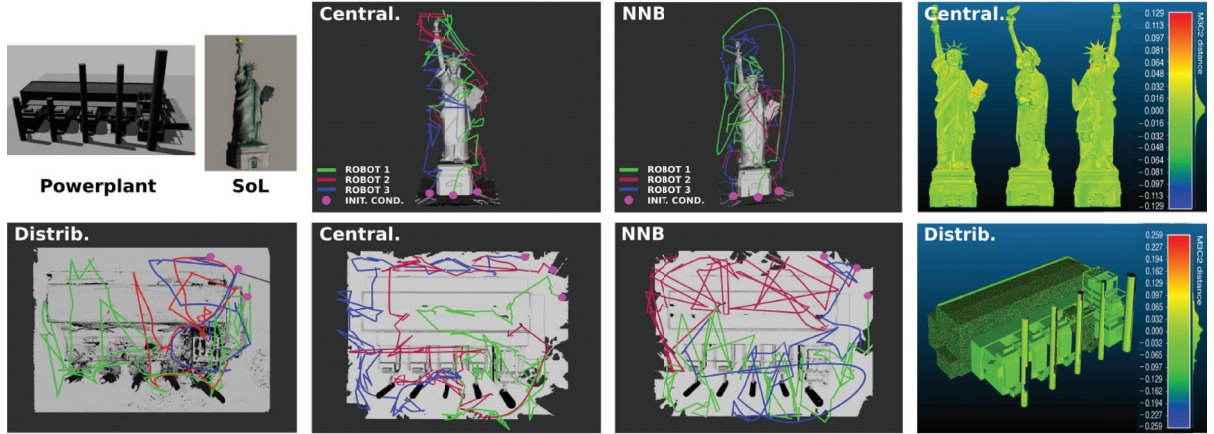 Powerplant
SoL
Central.
ROBOT 1
ROBOT 2
ROBOT 3
INIT. COND.
NNB
ROBOT 1
ROBOT 2
ROBOT 3
INIT. COND.
Central.
0.129
0.113
0.097
0.080
0.064
0.048
0.032
0.016
0.000
−0.016
−0.032
−0.048
−0.064
−0.080
−0.097
−0.113
−0.129
M3C2 distance
Distrib.
Central.
NNB
Distrib.
0.259
0.227
0.194
0.162
0.129
0.097
0.065
0.032
0.000
−0.032
−0.065
−0.097
−0.129
−0.162
−0.194
−0.227
−0.259
M3C2 distance